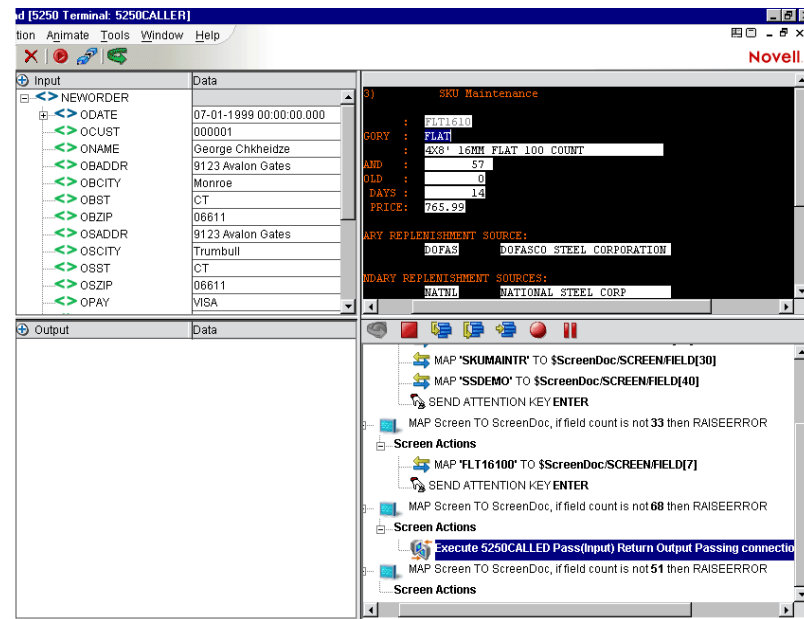 nd [5250 Terminal: 5250CALLER]
tion Animate Tools Window Help
Novell
Input Data
NEWORDER
ODATE 07-01-1999 00:00:00.000
OCUST 000001
ONAME George Chkheidze
OBADDR 9123 Avalon Gates
OBCITY Monroe
OBST CT
OBZIP 06611
OSADDR 9123 Avalon Gates
OSCITY Trumbull
OSST CT
OSZIP 06611
OPAY VISA
3) SKU Maintenance
: FLT1610
GORY : FLAT
: 4X8' 16MM FLAT 100 COUNT
AND : 57
OLD : 0
DAYS : 14
PRICE: 765.99
ARY REPLENISHMENT SOURCE:
DOFAS DOFASCO STEEL CORPORATION
NDARY REPLENISHMENT SOURCES:
NATNL NATIONAL STEEL CORP
Output Data
MAP 'SKUMAINTR' TO $ScreenDoc/SCREEN/FIELD[30]
MAP 'SSDEMO' TO $ScreenDoc/SCREEN/FIELD[40]
SEND ATTENTION KEY ENTER
MAP Screen TO ScreenDoc, if field count is not 33 then RAISEERROR
Screen Actions
MAP 'FLT16100' TO $ScreenDoc/SCREEN/FIELD[7]
SEND ATTENTION KEY ENTER
MAP Screen TO ScreenDoc, if field count is not 68 then RAISEERROR
Screen Actions
Execute 5250CALLED Pass(Input) Return Output Passing connectio
MAP Screen TO ScreenDoc, if field count is not 51 then RAISEERROR
Screen Actions